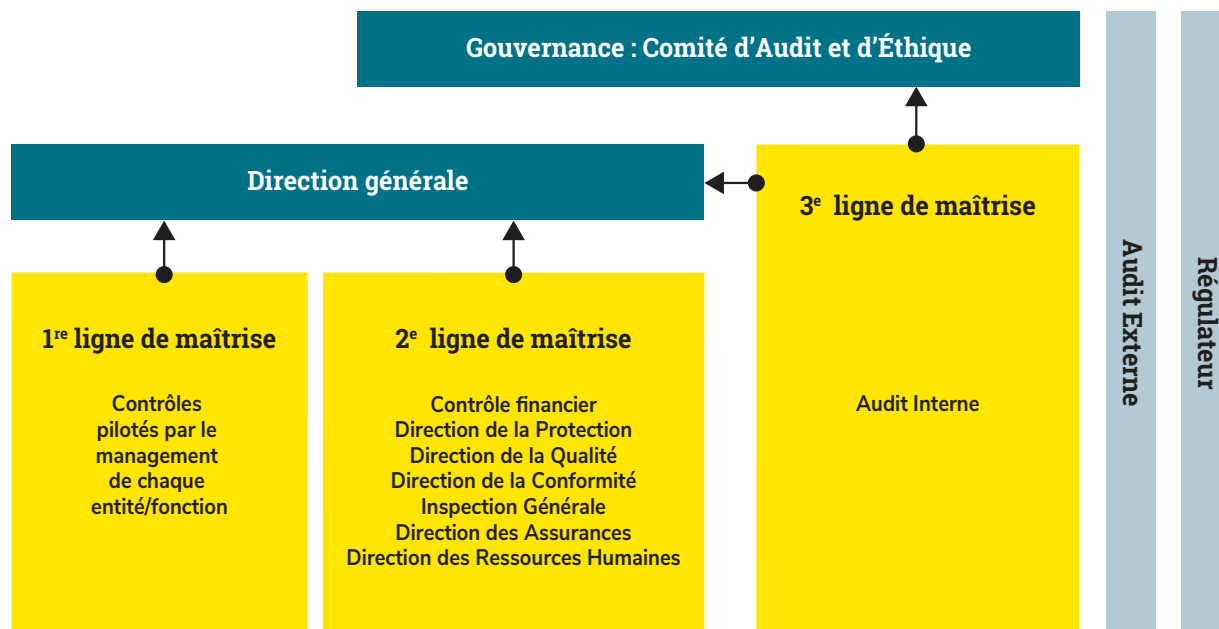 Gouvernance : Comité d'Audit et d'Éthique
Direction générale
1re ligne de maîtrise
Contrôles
pilotés par le
management
de chaque
entité/fonction
2e ligne de maîtrise
Contrôle financier
Direction de la Protection
Direction de la Qualité
Direction de la Conformité
Inspection Générale
Direction des Assurances
Direction des Ressources Humaines
3e ligne de maîtrise
Audit Interne
Audit Externe
Régulateur